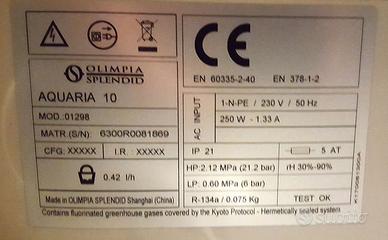 OLIMPIA
SPLENDID
AQUARIA 10
MOD.:01298
MATR.(S/N): 6300R0081869
CFG.: XXXXX I.R.: XXXXX
0.42 l/h
Made in OLIMPIA SPLENDID Shanghai (China)
CE
EN 60335-2-40 EN 378-1-2
AC INPUT
1-N-PE / 230 V / 50 Hz
250 W - 1.33 A
IP 21 5 AT
HP:2.12 MPa (21.2 bar) rH 30%-90%
LP: 0.60 MPa (6 bar)
R-134a / 0.075 Kg TEST OK
Contains fluorinated greenhouse gases covered by the Kyoto Protocol - Hermetically sealed system
Subito